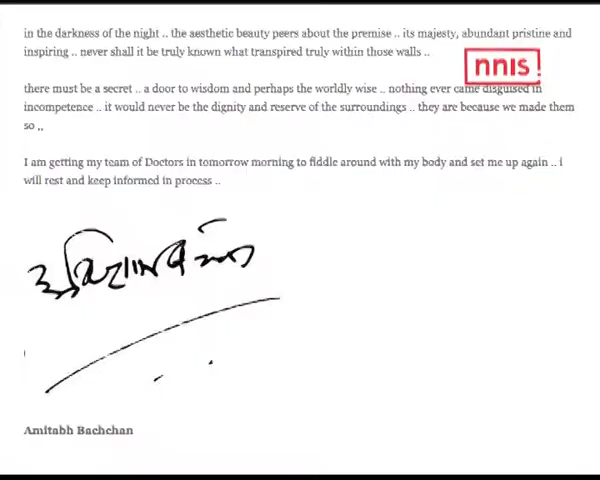 in the darkness of the night .. the aesthetic beauty peers about the premise .. its majesty, abundant pristine and
inspiring .. never shall it be truly known what transpired truly within those walls ..
nnis!
there must be a secret .. a door to wisdom and perhaps the worldly wise .. nothing ever came disguised in
incompetence .. it would never be the dignity and reserve of the surroundings .. they are because we made them
so ,,
I am getting my team of Doctors in tomorrow morning to fiddle around with my body and set me up again .. i
will rest and keep informed in process ..
Amitabh Bachchan